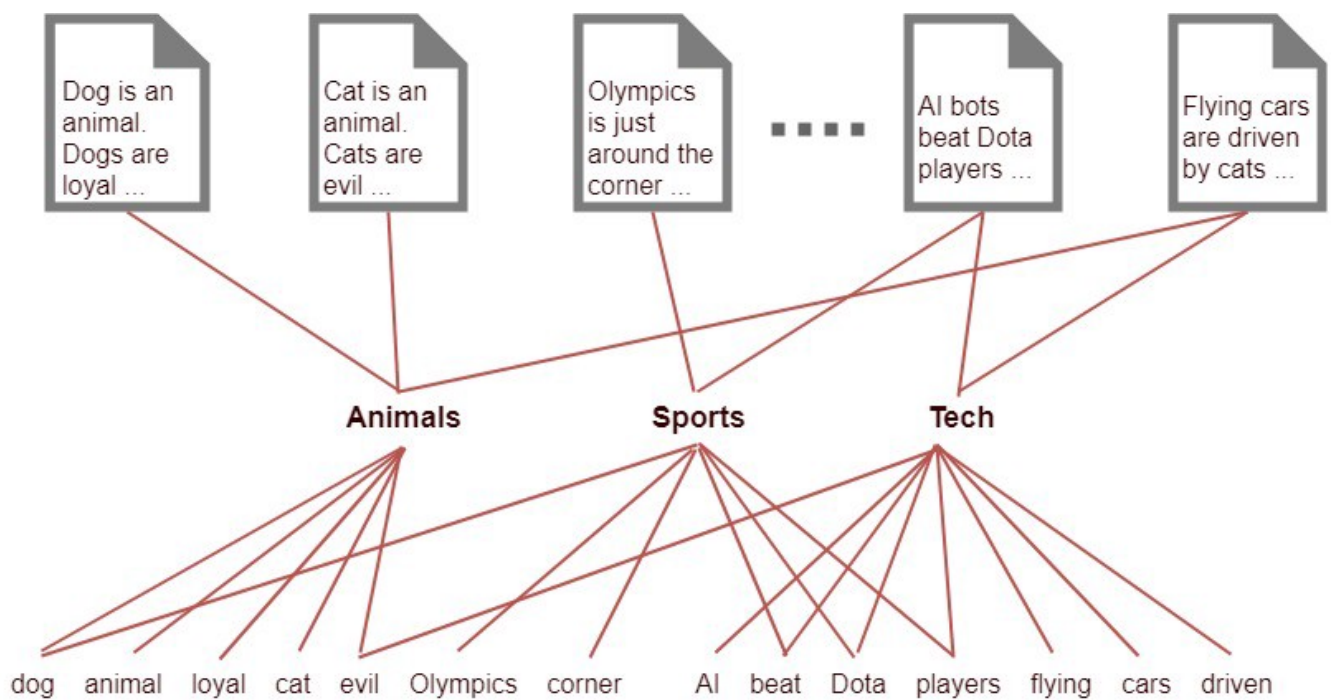 Dog is an
animal.
Dogs are
loyal ...
Cat is an
animal.
Cats are
evil ...
Olympics
is just
around the
corner ...
AI bots
beat Dota
players ...
Flying cars
are driven
by cats ...
Animals
Sports
Tech
dog animal loyal cat evil Olympics corner AI beat Dota players flying cars driven